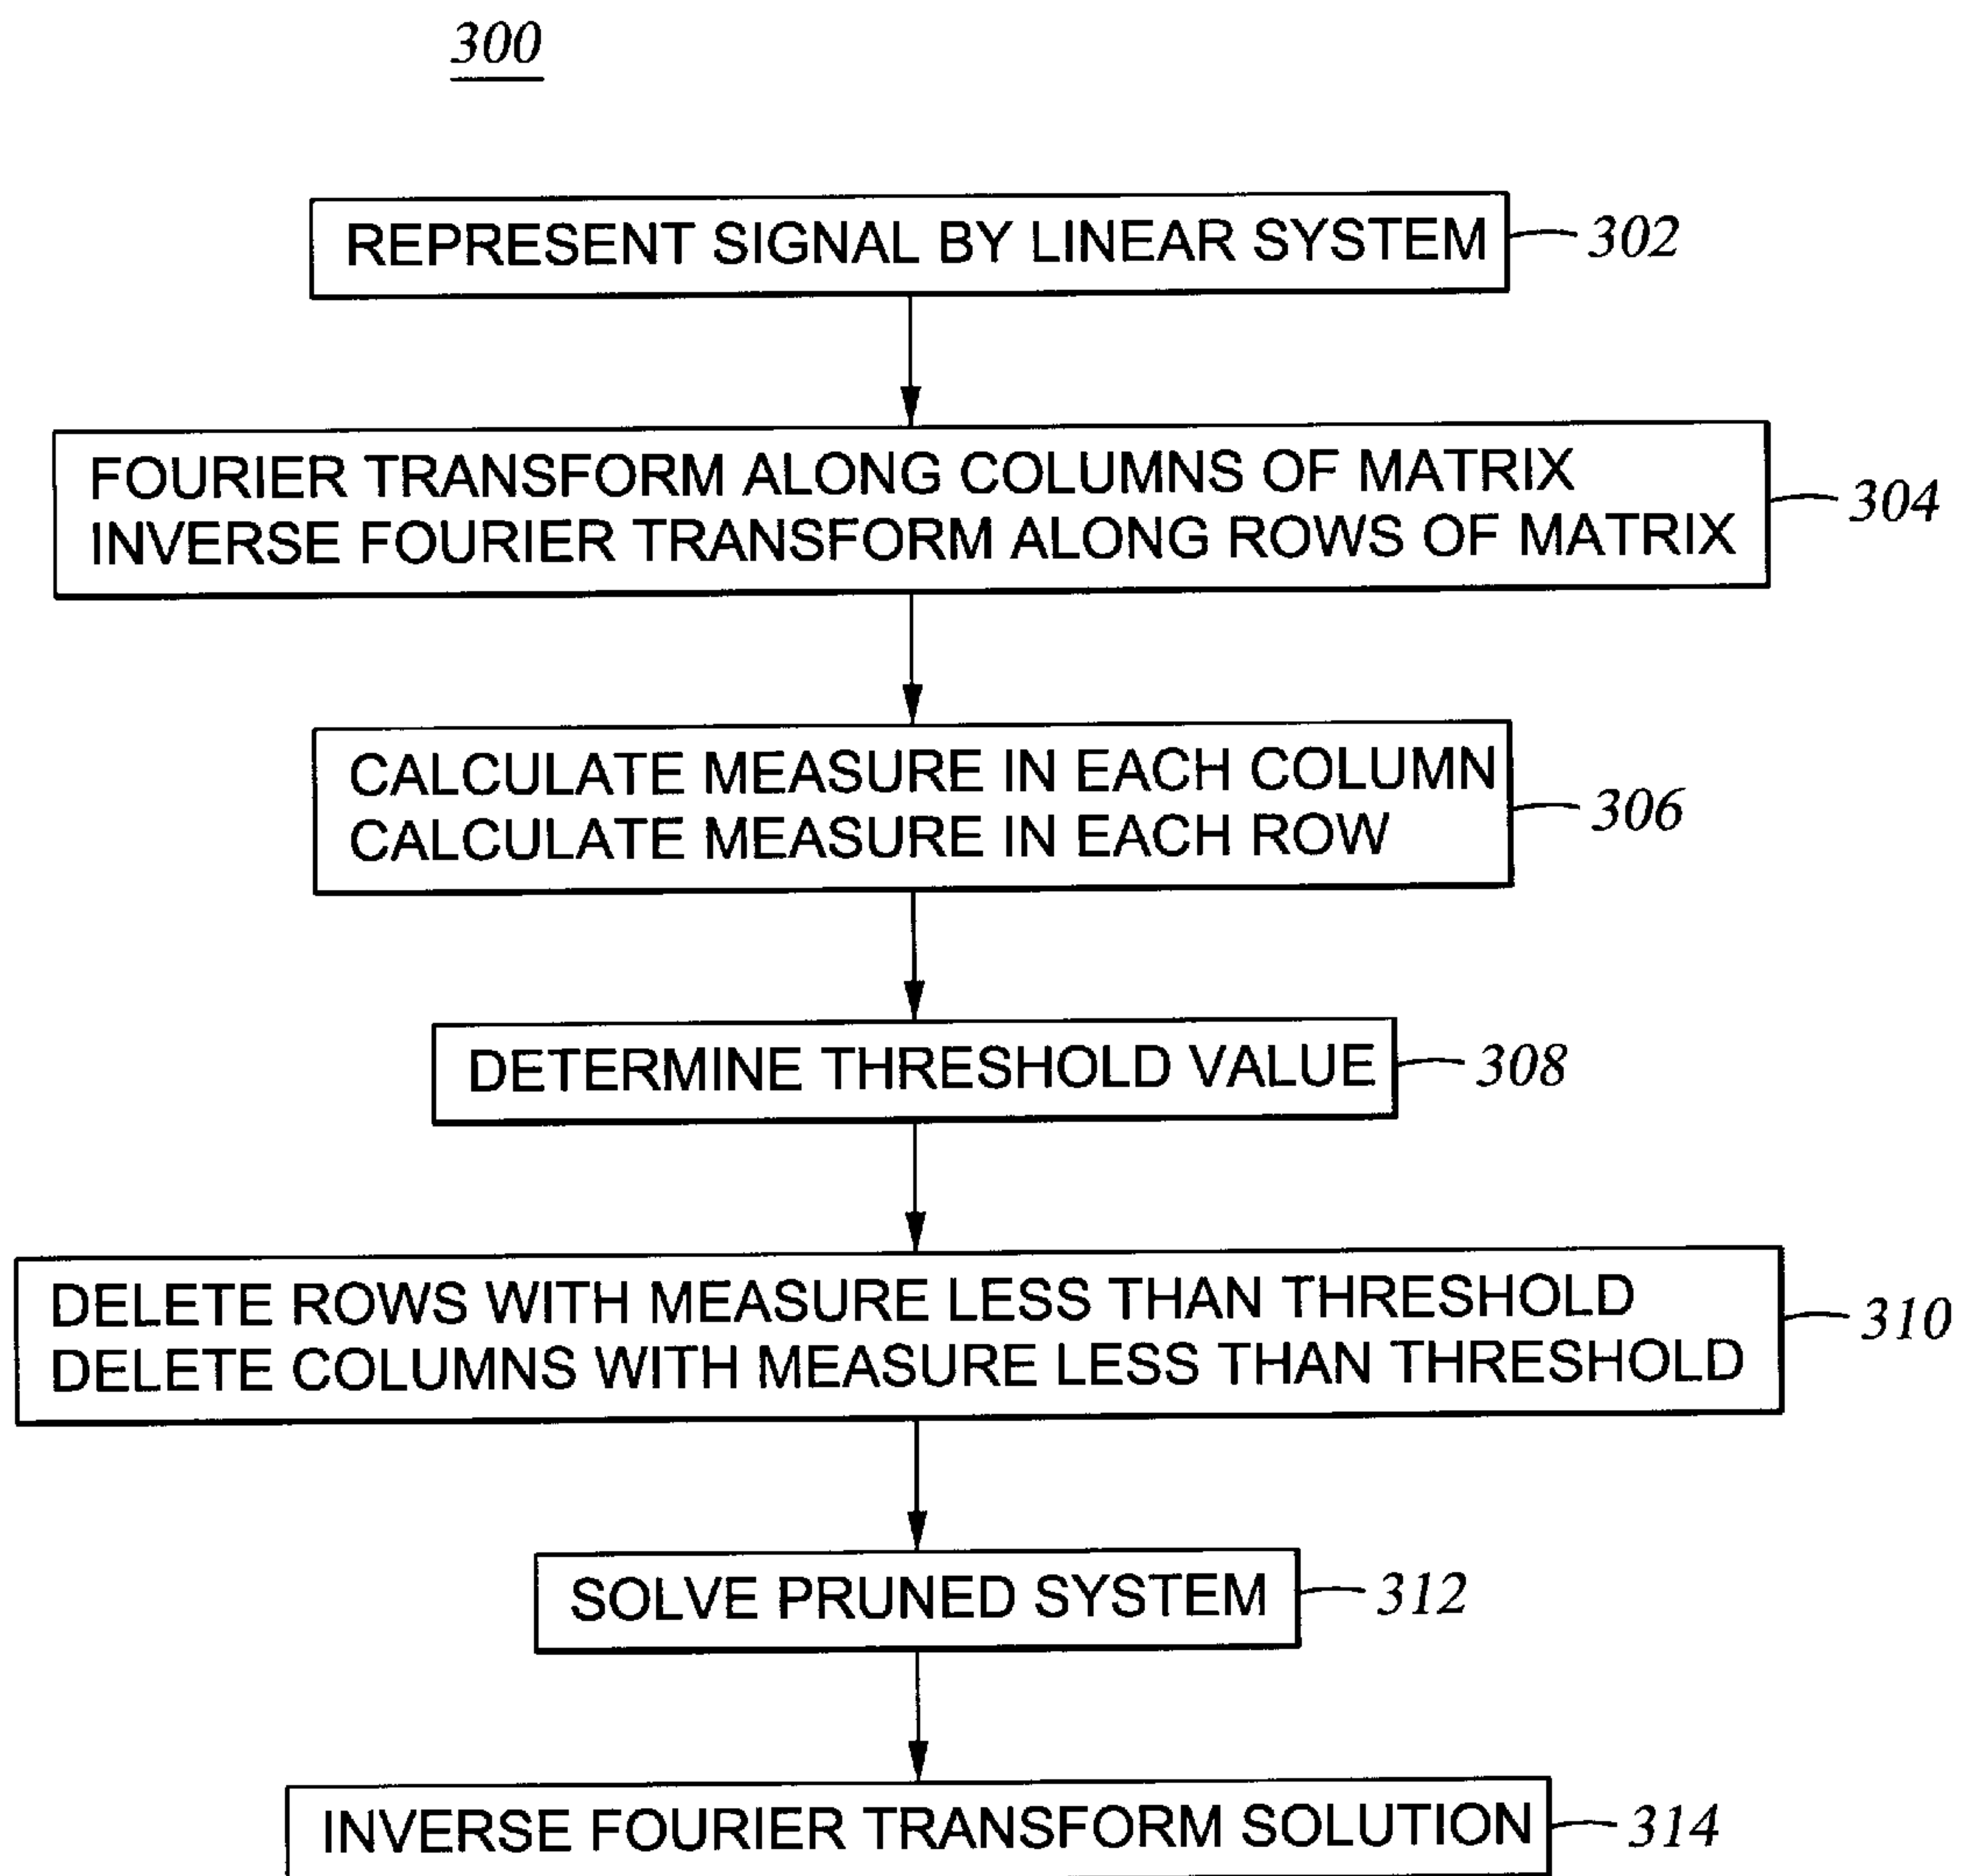 300
REPRESENT SIGNAL BY LINEAR SYSTEM 302
FOURIER TRANSFORM ALONG COLUMNS OF MATRIX
INVERSE FOURIER TRANSFORM ALONG ROWS OF MATRIX 304
CALCULATE MEASURE IN EACH COLUMN
CALCULATE MEASURE IN EACH ROW 306
DETERMINE THRESHOLD VALUE 308
DELETE ROWS WITH MEASURE LESS THAN THRESHOLD
DELETE COLUMNS WITH MEASURE LESS THAN THRESHOLD 310
SOLVE PRUNED SYSTEM 312
INVERSE FOURIER TRANSFORM SOLUTION 314